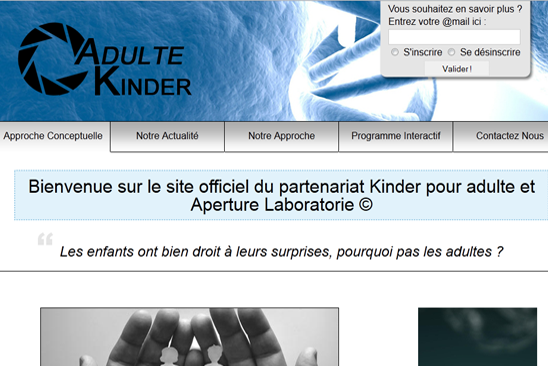 ADULTE
KINDER
Vous souhaitez en savoir plus ?
Entrez votre @mail ici :
S'inscrire Se désinscrire
Valider !
Approche Conceptuelle Notre Actualité Notre Approche Programme Interactif Contactez Nous
Bienvenue sur le site officiel du partenariat Kinder pour adulte et
Aperture Laboratorie ©
“ Les enfants ont bien droit à leurs surprises, pourquoi pas les adultes ?